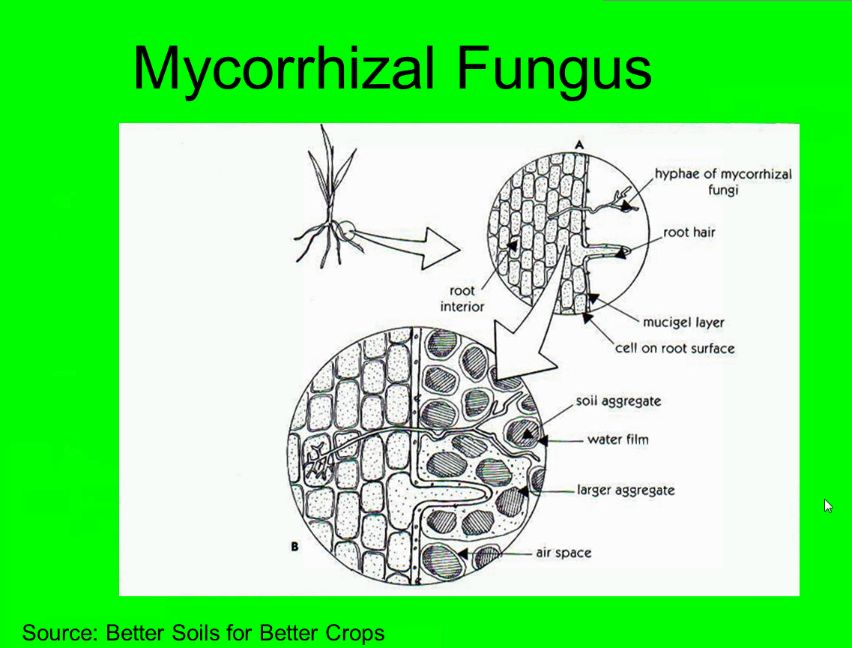 Mycorrhizal Fungus
A
hyphae of mycorrhizal
fungi
root hair
root
interior
mucigel layer
cell on root surface
soil aggregate
water film
larger aggregate
B
air space
Source: Better Soils for Better Crops